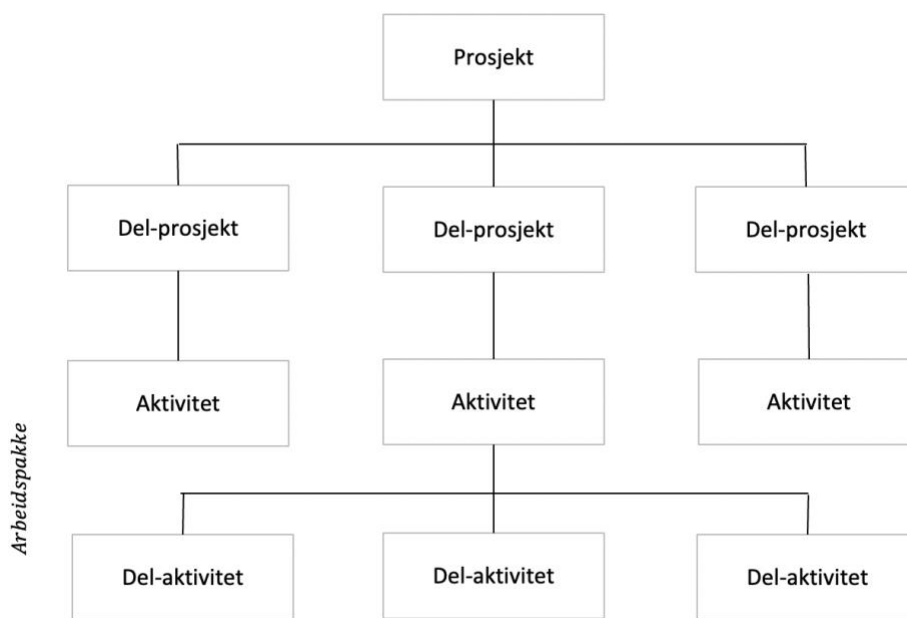 Prosjekt
Del-prosjekt
Del-prosjekt
Del-prosjekt
Aktivitet
Aktivitet
Aktivitet
Arbeidspakke
Del-aktivitet
Del-aktivitet
Del-aktivitet